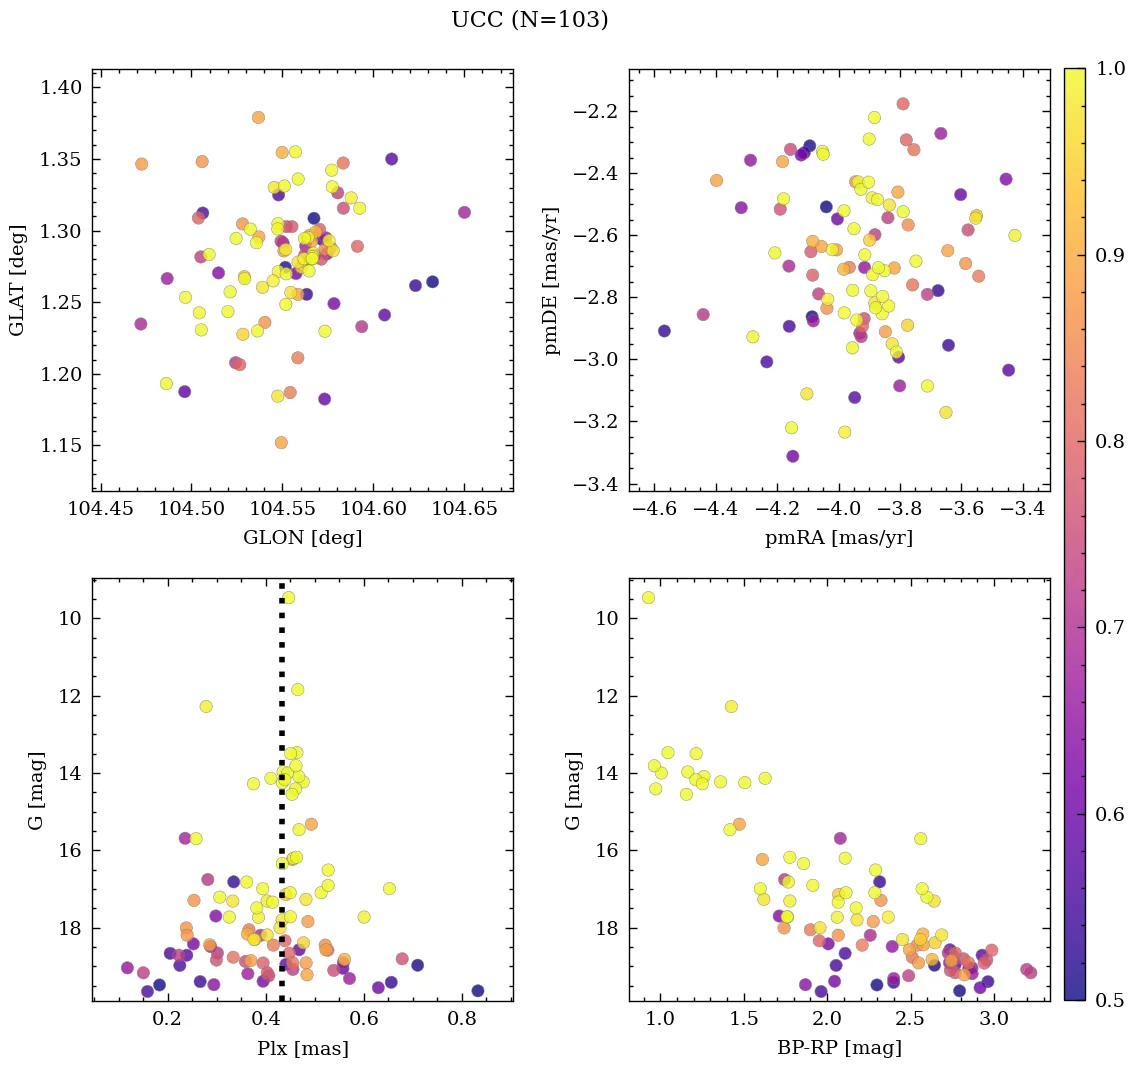 UCC (N=103)
1.40
1.35
1.30
1.25
1.20
1.15
GLAT [deg]
104.45 104.50 104.55 104.60 104.65
GLON [deg]
−2.2
−2.4
−2.6
−2.8
−3.0
−3.2
−3.4
pmDE [mas/yr]
−4.6 −4.4 −4.2 −4.0 −3.8 −3.6 −3.4
pmRA [mas/yr]
10
12
14
16
18
G [mag]
0.2 0.4 0.6 0.8
Plx [mas]
10
12
14
16
18
G [mag]
1.0 1.5 2.0 2.5 3.0
BP-RP [mag]
1.0
0.9
0.8
0.7
0.6
0.5